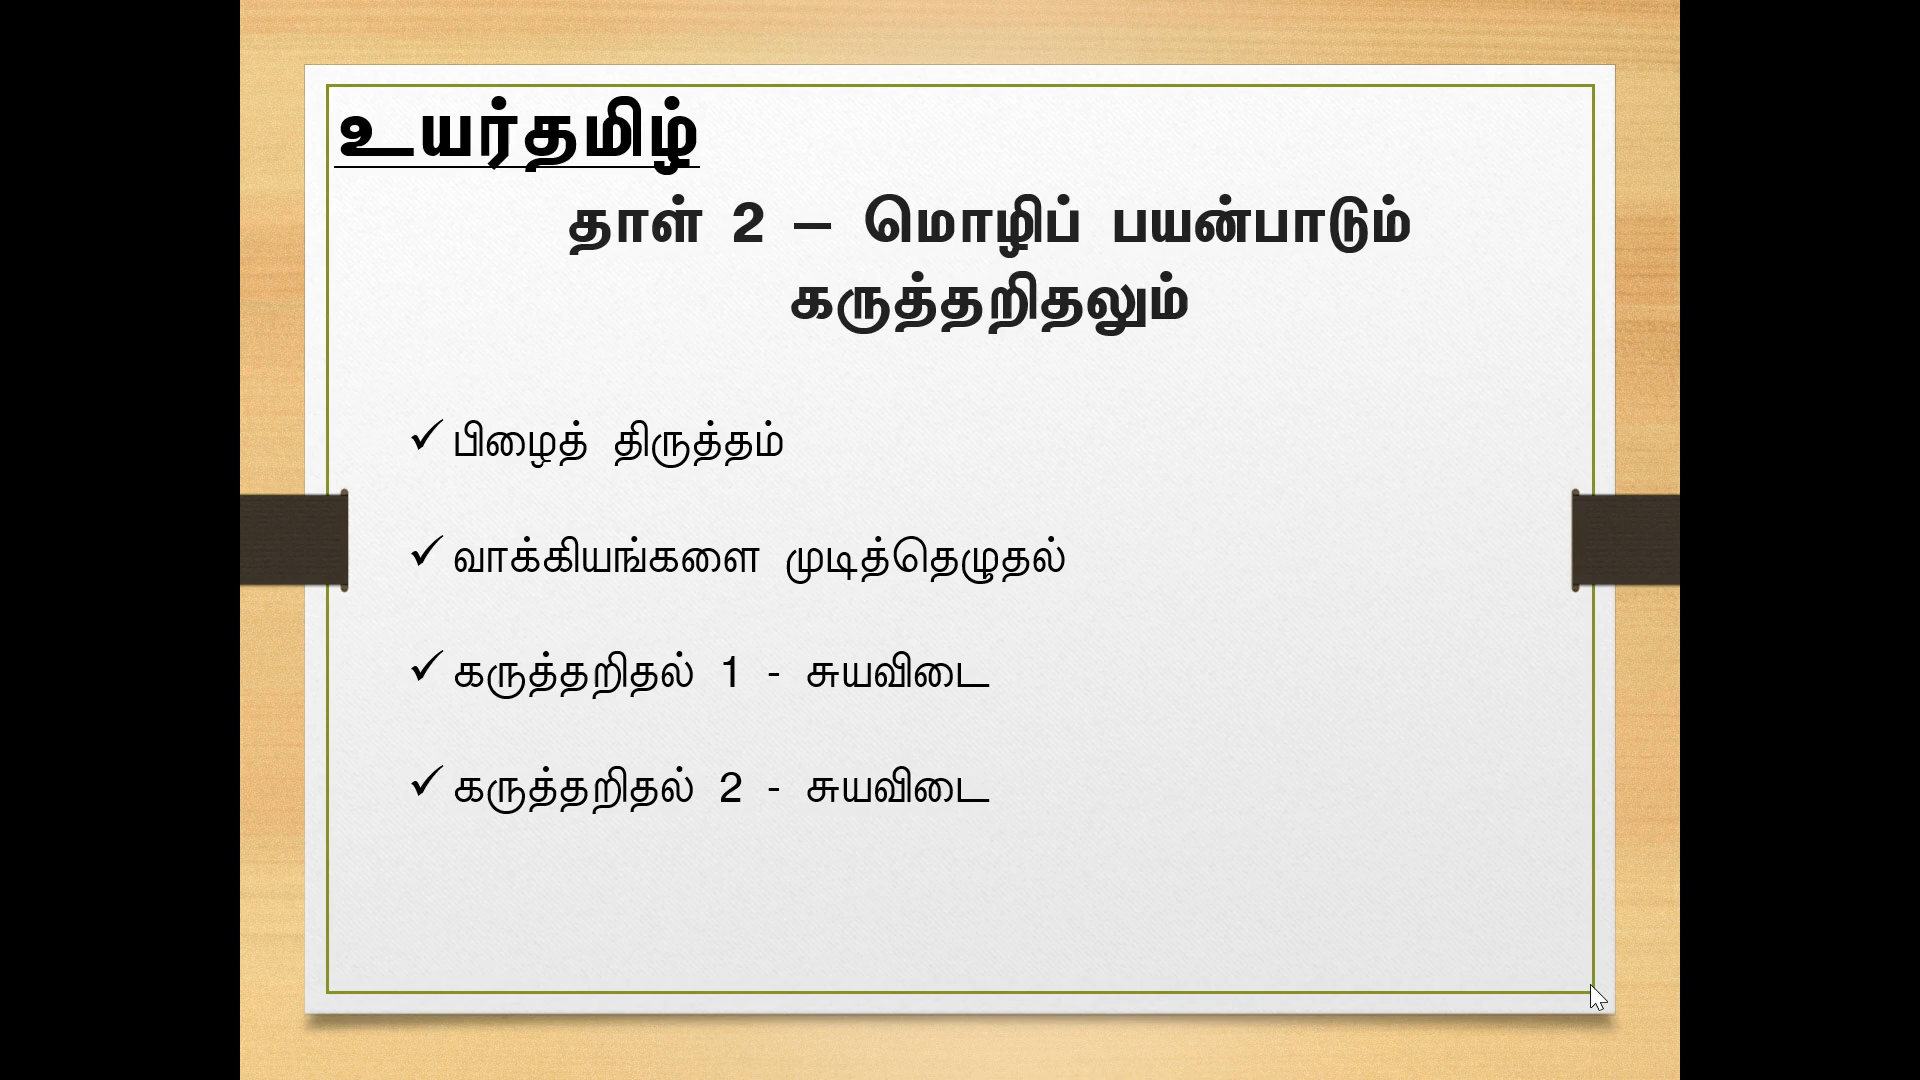 உயர்தமிழ்
தாள் 2 – மொழிப் பயன்பாடும்
கருத்தறிதலும்
✓ பிழைத் திருத்தம்
✓ வாக்கியங்களை முடித்தெழுதல்
✓ கருத்தறிதல் 1 - சுயவிடை
✓ கருத்தறிதல் 2 - சுயவிடை